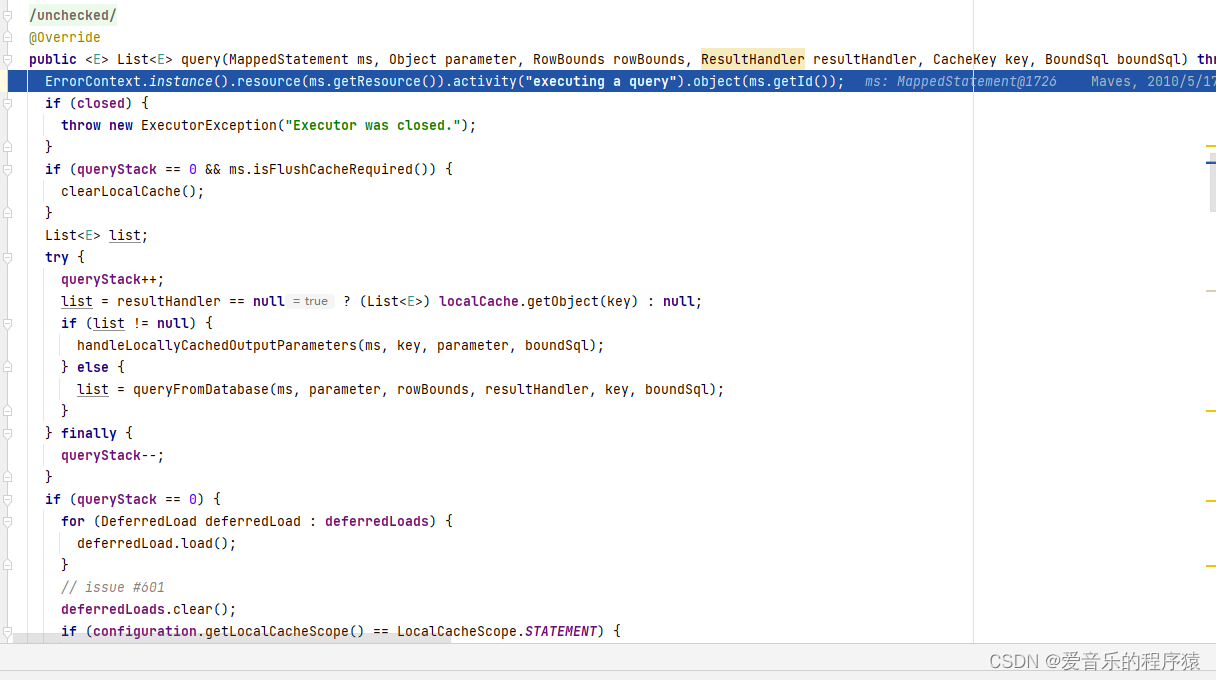 /unchecked/
@Override
public <E> List<E> query(MappedStatement ms, Object parameter, RowBounds rowBounds, ResultHandler resultHandler, CacheKey key, BoundSql boundSql) thr
ErrorContext.instance().resource(ms.getResource()).activity("executing a query").object(ms.getId()); ms: MappedStatement@1726 Maves, 2010/5/17
if (closed) {
throw new ExecutorException("Executor was closed.");
}
if (queryStack == 0 && ms.isFlushCacheRequired()) {
clearLocalCache();
}
List<E> list;
try {
queryStack++;
list = resultHandler == null = true ? (List<E>) localCache.getObject(key) : null;
if (list != null) {
handleLocallyCachedOutputParameters(ms, key, parameter, boundSql);
} else {
list = queryFromDatabase(ms, parameter, rowBounds, resultHandler, key, boundSql);
}
} finally {
queryStack--;
}
if (queryStack == 0) {
for (DeferredLoad deferredLoad : deferredLoads) {
deferredLoad.load();
}
// issue #601
deferredLoads.clear();
if (configuration.getLocalCacheScope() == LocalCacheScope.STATEMENT) {
CSDN @爱音乐的程序猿